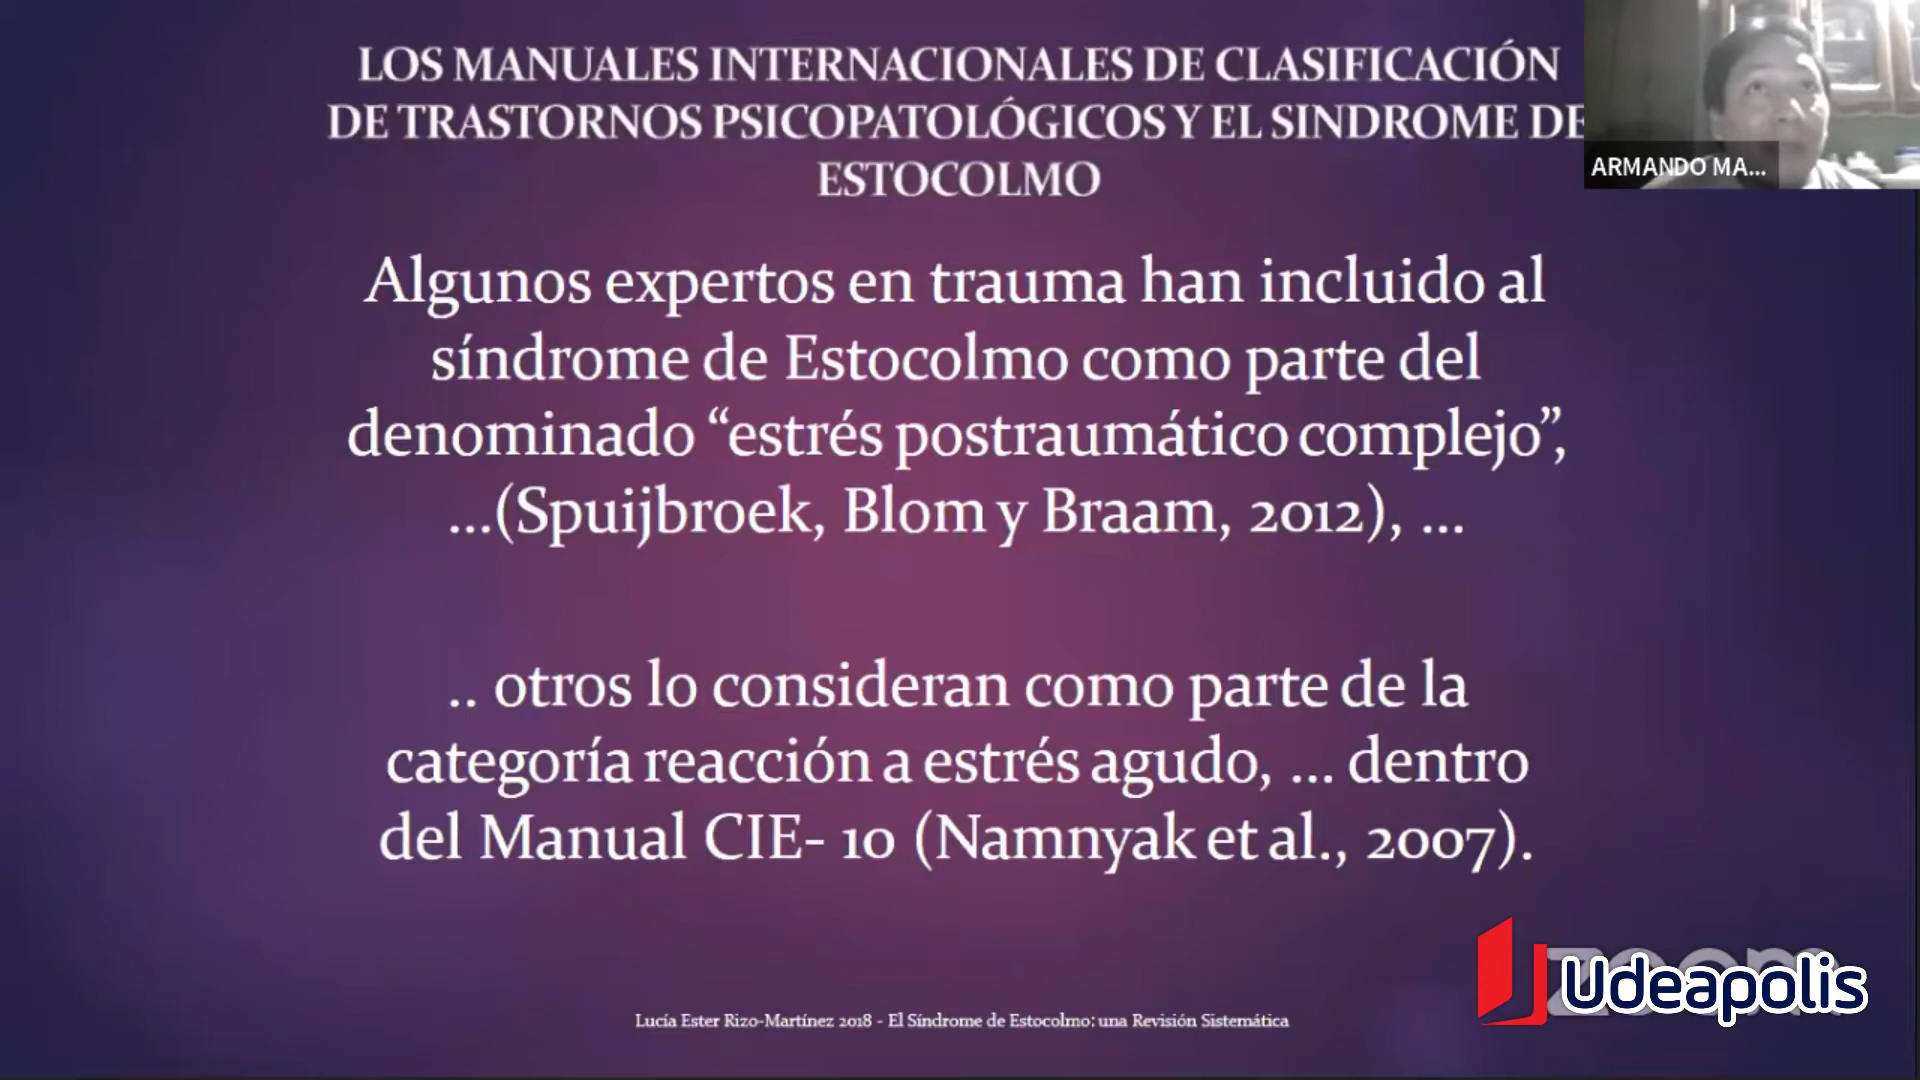 LOS MANUALES INTERNACIONALES DE CLASIFICACIÓN
DE TRASTORNOS PSICOPATOLÓGICOS Y EL SINDROME DE
ESTOCOLMO
ARMANDO MA...
Algunos expertos en trauma han incluido al
síndrome de Estocolmo como parte del
denominado “estrés postraumático complejo”,
...(Spuijbroek, Blom y Braam, 2012), ...
.. otros lo consideran como parte de la
categoría reacción a estrés agudo, ... dentro
del Manual CIE- 10 (Namnyak et al., 2007).
zoom
Udeapolis
Lucía Ester Rizo-Martínez 2018 - El Síndrome de Estocolmo: una Revisión Sistemática